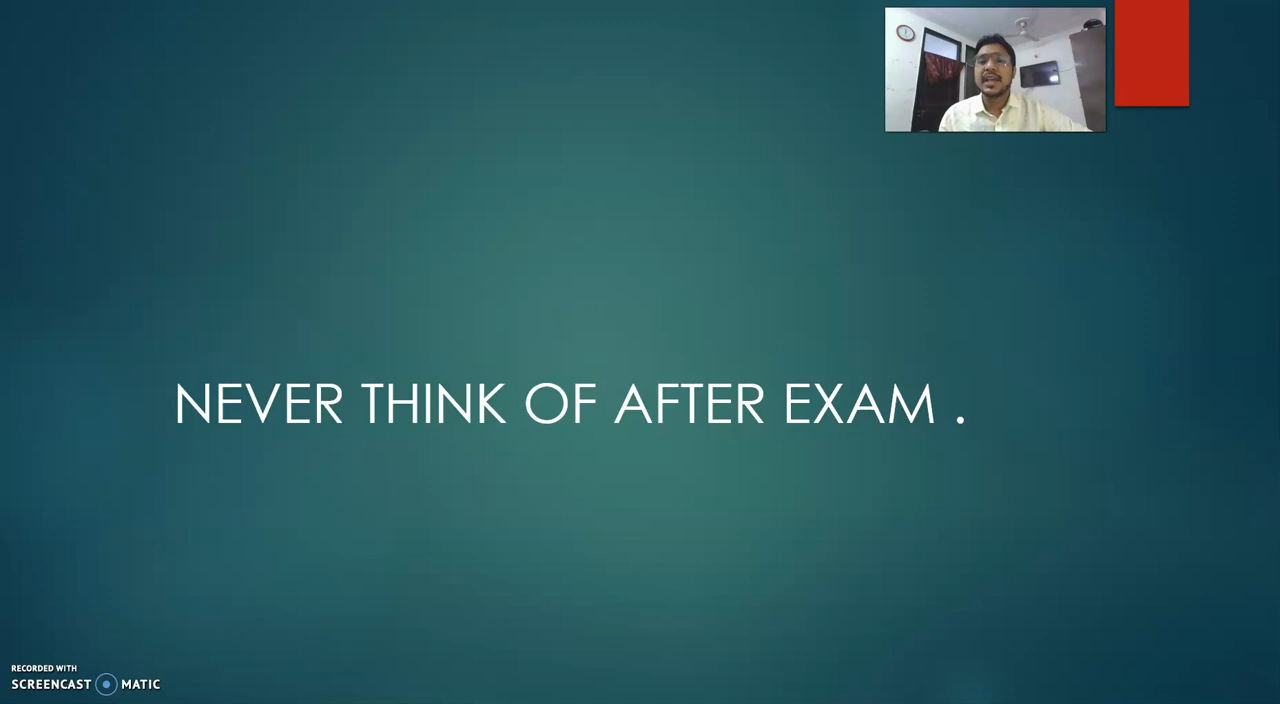 NEVER THINK OF AFTER EXAM .
RECORDED WITH
SCREENCAST MATIC